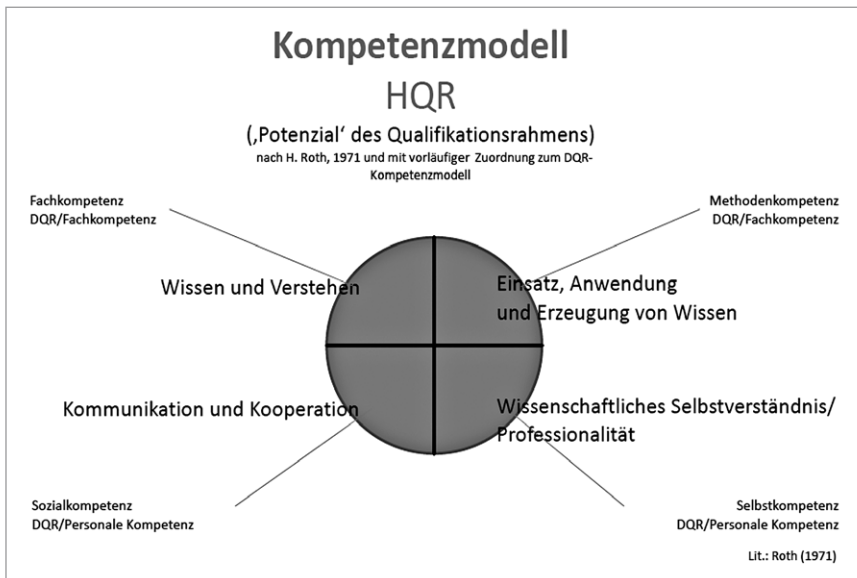 Kompetenzmodell
HQR
(‚Potenzial‘ des Qualifikationsrahmens)
nach H. Roth, 1971 und mit vorläufiger Zuordnung zum DQR-
Kompetenzmodell
Fachkompetenz
DQR/Fachkompetenz
Methodenkompetenz
DQR/Fachkompetenz
Wissen und Verstehen
Einsatz, Anwendung
und Erzeugung von Wissen
Kommunikation und Kooperation
Wissenschaftliches Selbstverständnis/
Professionalität
Sozialkompetenz
DQR/Personale Kompetenz
Selbstkompetenz
DQR/Personale Kompetenz
Lit.: Roth (1971)